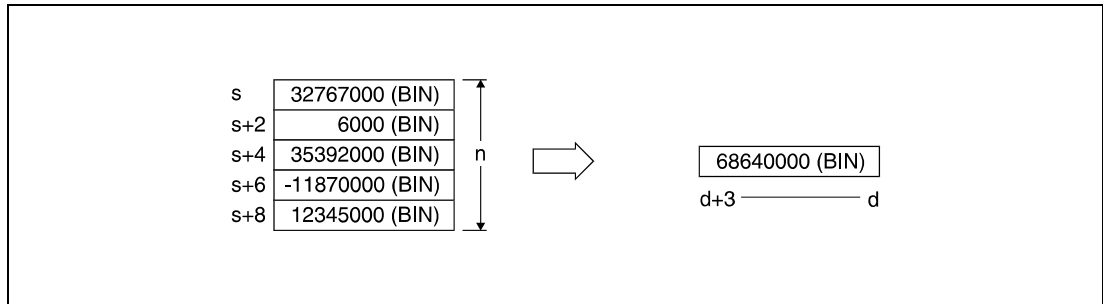 s 32767000 (BIN)
s+2 6000 (BIN)
s+4 35392000 (BIN)
s+6 -11870000 (BIN)
s+8 12345000 (BIN)
n
68640000 (BIN)
d+3 d